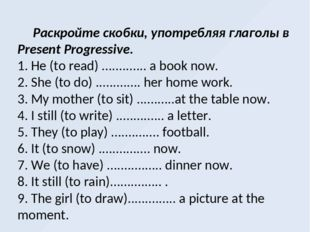 Раскройте скобки, употребляя глаголы в
Present Progressive.
1. He (to read) ............. a book now.
2. She (to do) ............. her home work.
3. My mother (to sit) ...........at the table now.
4. I still (to write) .............. a letter.
5. They (to play) .............. football.
6. It (to snow) ............... now.
7. We (to have) ................ dinner now.
8. It still (to rain)............... .
9. The girl (to draw).............. a picture at the
moment.